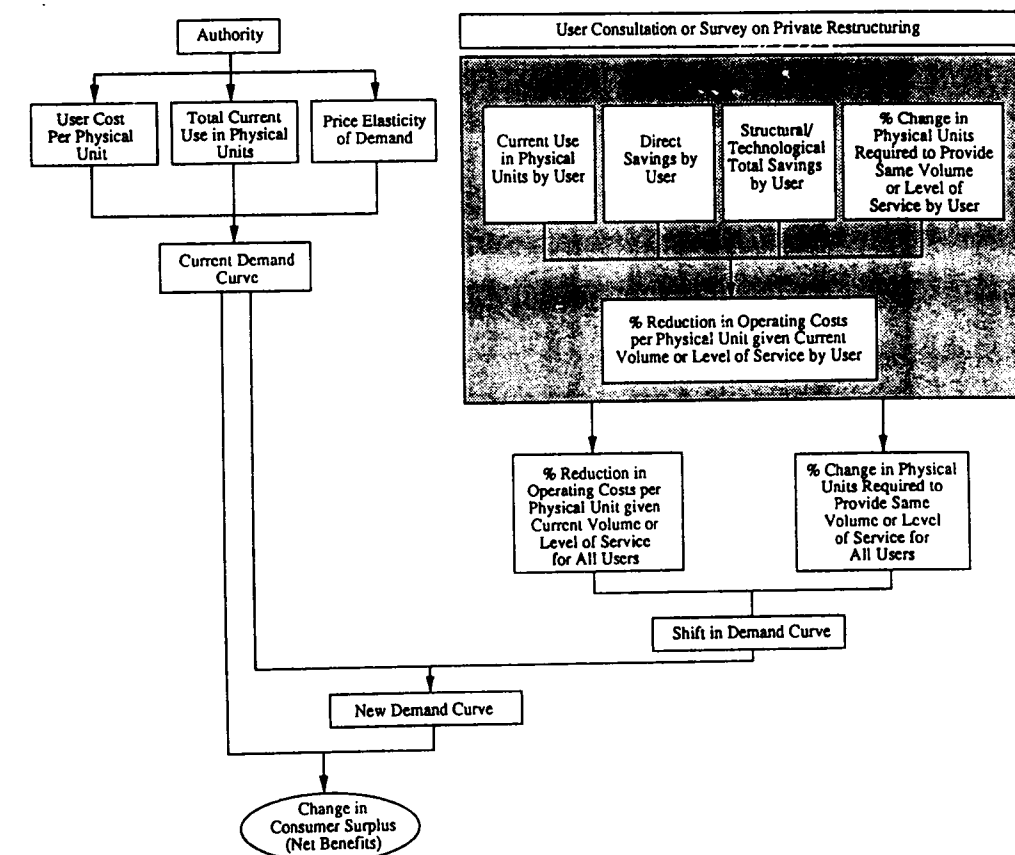 Authority
User Consultation or Survey on Private Restructuring
User Cost
Per Physical
Unit
Total Current
Use in Physical
Units
Price Elasticity
of Demand
Current Use
in Physical
Units by User
Direct
Savings by
User
Structural/
Technological
Total Savings
by User
% Change in
Physical Units
Required to Provide
Same Volume
or Level of
Service by User
Current Demand
Curve
% Reduction in Operating Costs
per Physical Unit given Current
Volume or Level of Service by User
% Reduction in
Operating Costs per
Physical Unit given
Current Volume or
Level of Service
for All Users
% Change in Physical
Units Required to
Provide Same
Volume or Level
of Service for
All Users
Shift in Demand Curve
New Demand Curve
Change in
Consumer Surplus
(Net Benefits)